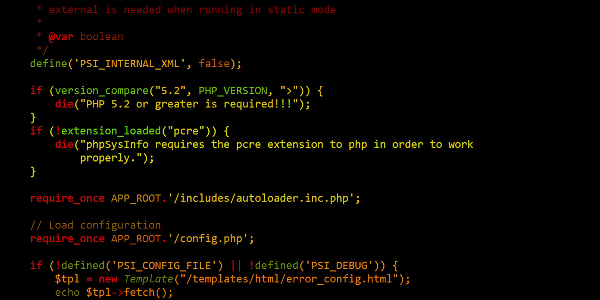 * external is needed when running in static mode
*
* @var boolean
*/
define('PSI_INTERNAL_XML', false);
if (version_compare("5.2", PHP_VERSION, ">")) {
die("PHP 5.2 or greater is required!!!");
}
if (!extension_loaded("pcre")) {
die("phpSysInfo requires the pcre extension to php in order to work
properly.");
}
require_once APP_ROOT.'/includes/autoloader.inc.php';
// Load configuration
require_once APP_ROOT.'/config.php';
if (!defined('PSI_CONFIG_FILE') || !defined('PSI_DEBUG')) {
$tpl = new Template("/templates/html/error_config.html");
echo $tpl->fetch();